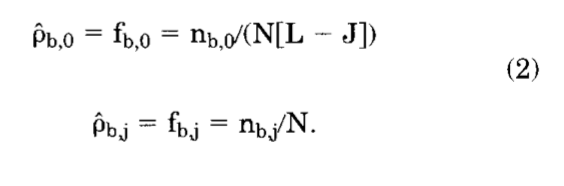 ρ̂b,0 = fb,0 = nb,0/(N[L − J])
(2)
ρ̂b,j = fb,j = nb,j/N.